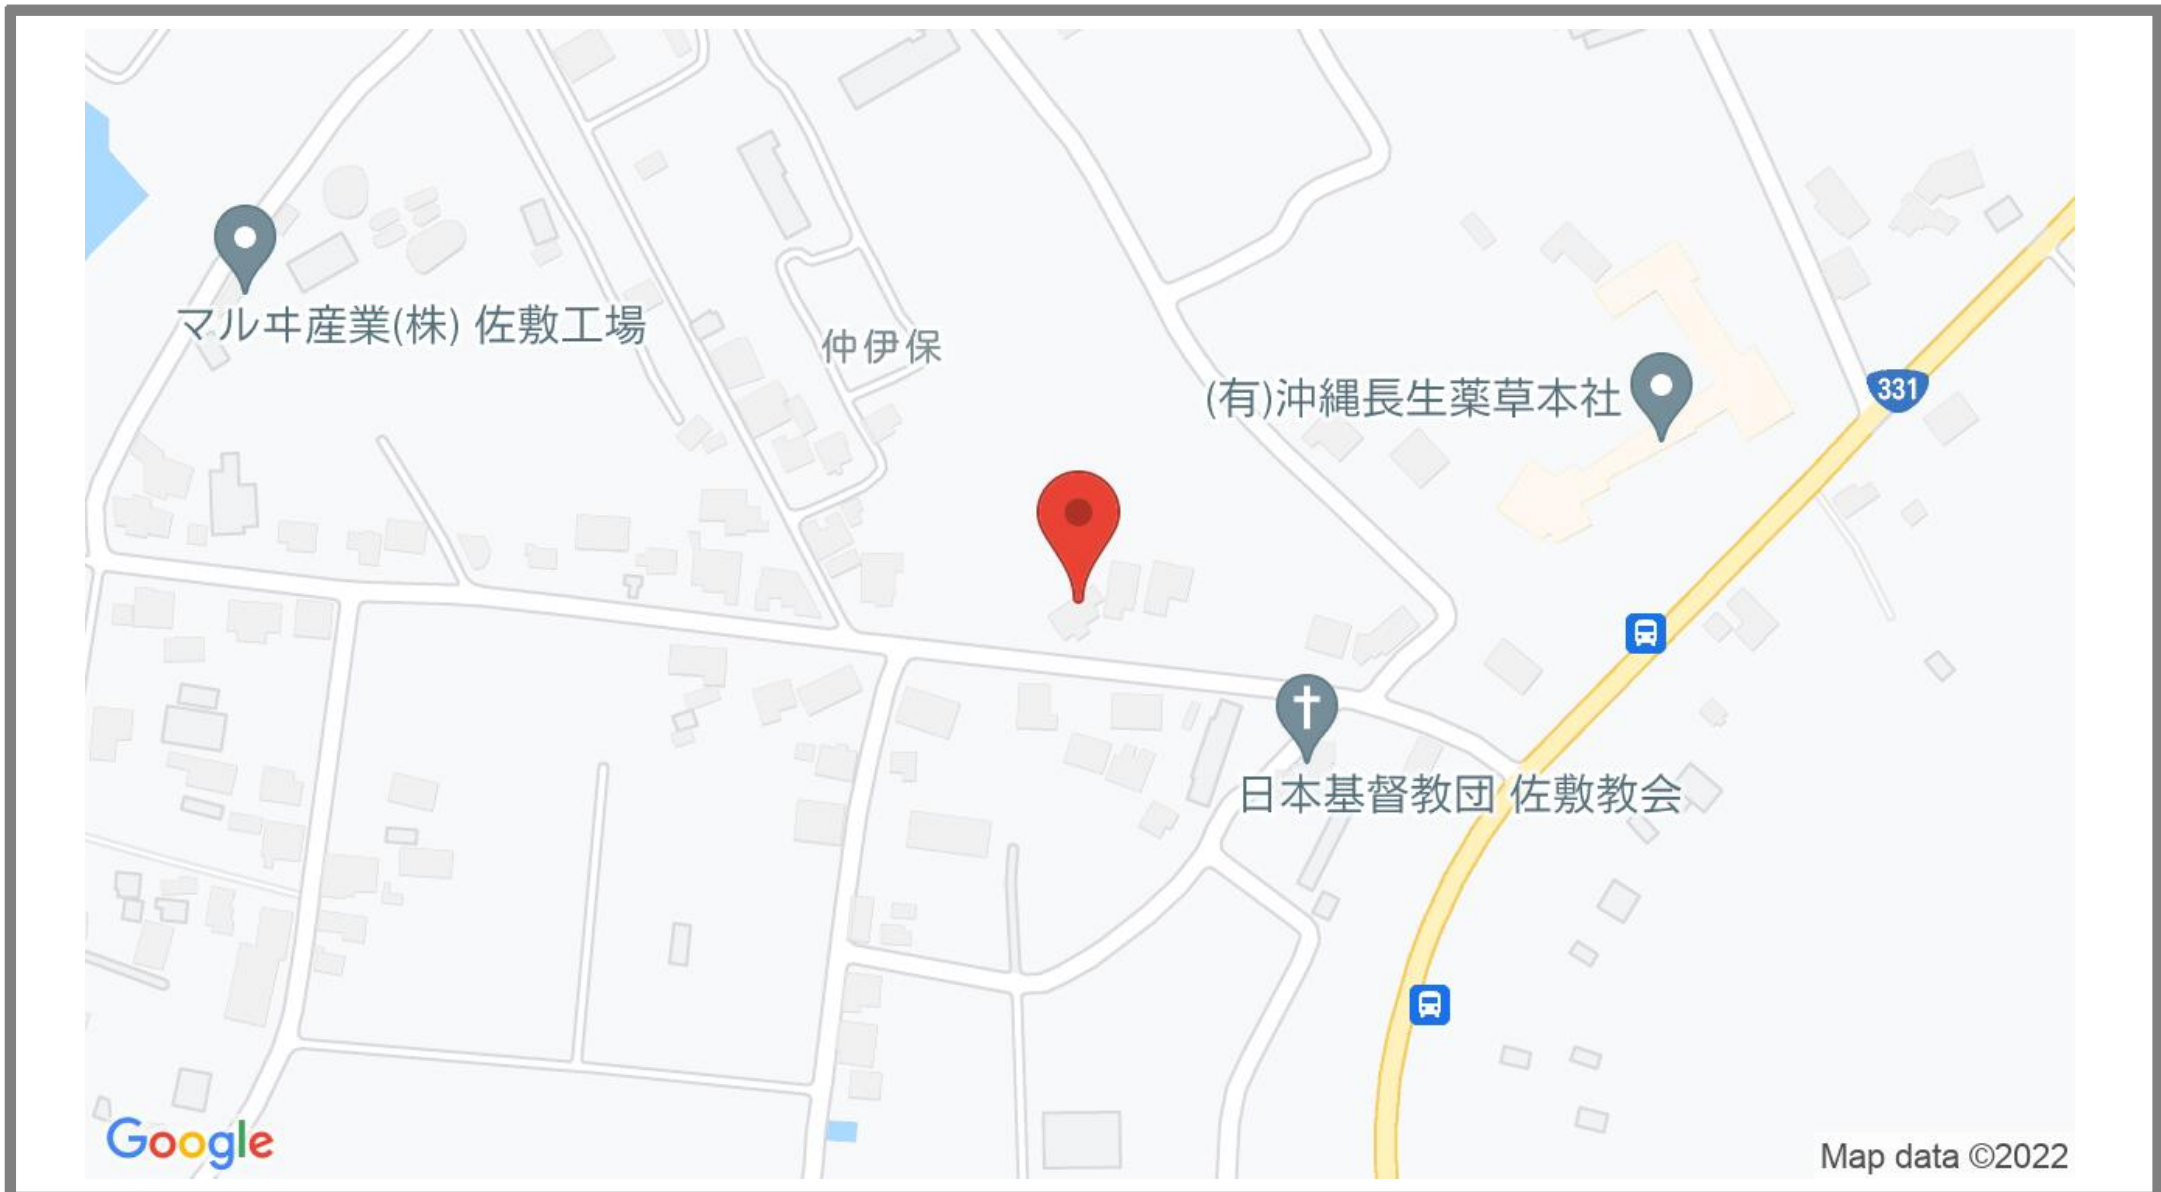 マルヰ産業(株) 佐敷工場
仲伊保
(有)沖縄長生薬草本社
331
日本基督教団 佐敷教会
Google
Map data ©2022